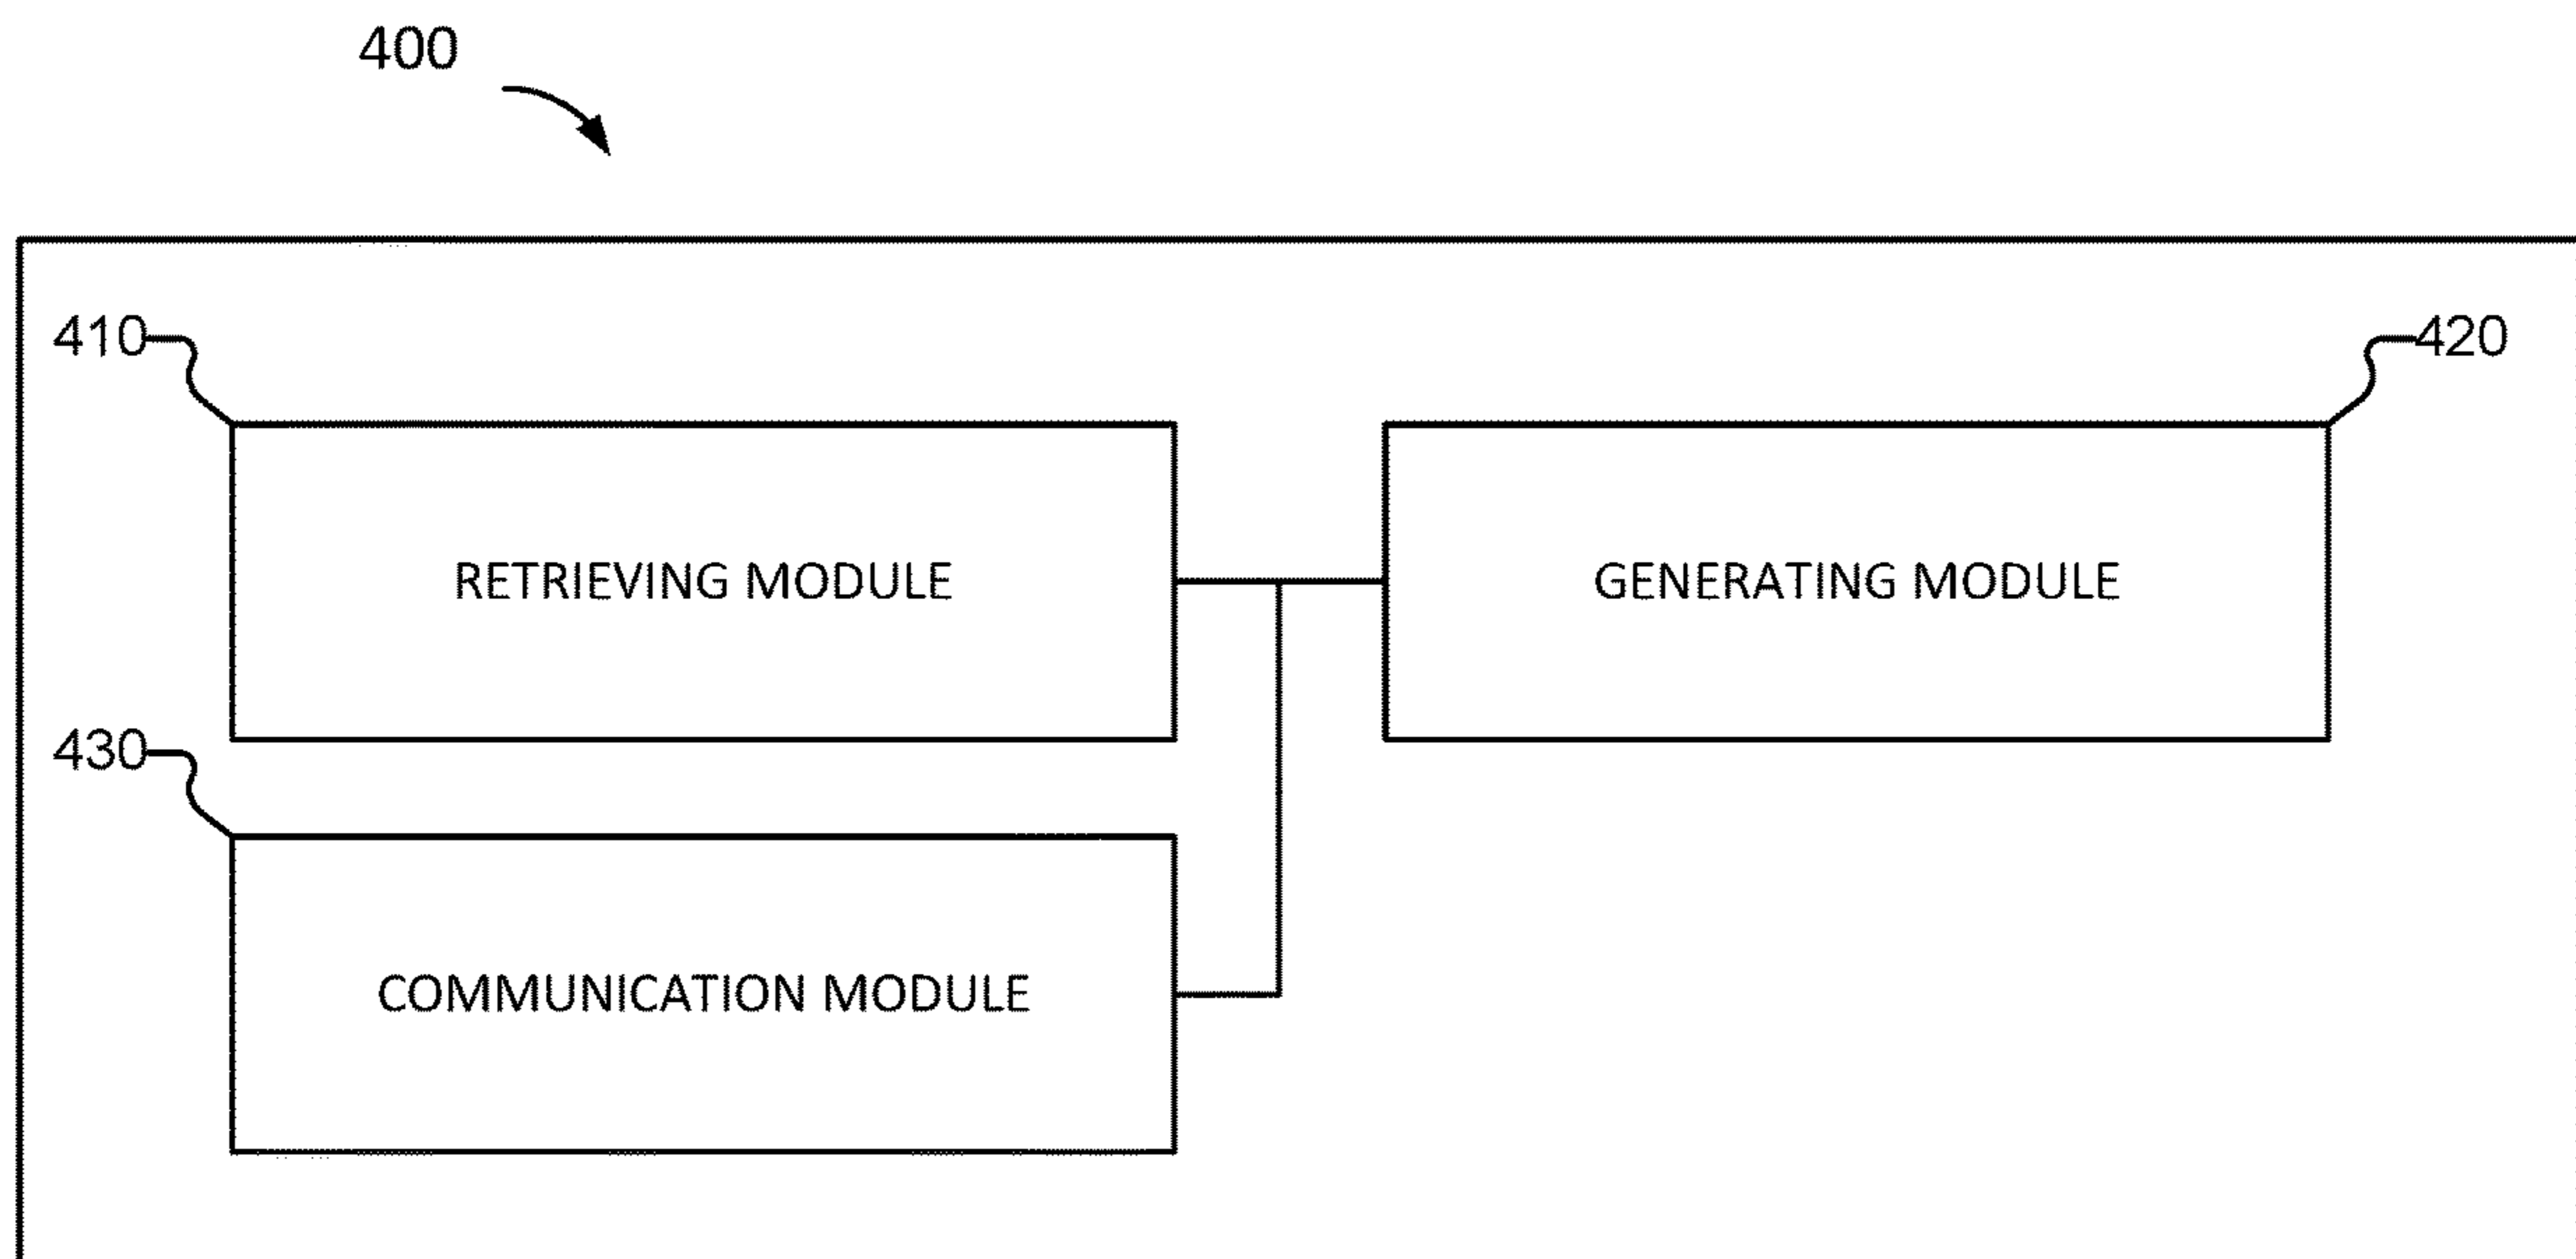 400
410
420
RETRIEVING MODULE
GENERATING MODULE
430
COMMUNICATION MODULE